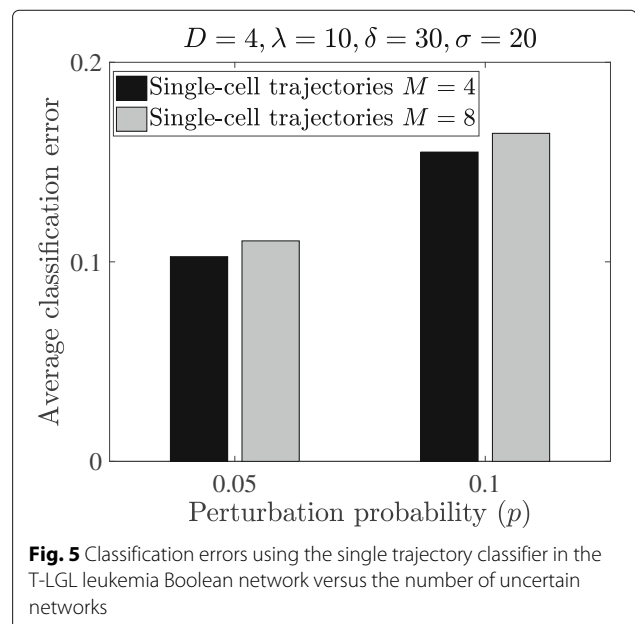 D = 4, λ = 10, δ = 30, σ = 20
0.2
Single-cell trajectories M = 4
Single-cell trajectories M = 8
Average classification error
0.1
0
0.05
0.1
Perturbation probability (p)
Fig. 5 Classification errors using the single trajectory classifier in the
T-LGL leukemia Boolean network versus the number of uncertain
networks